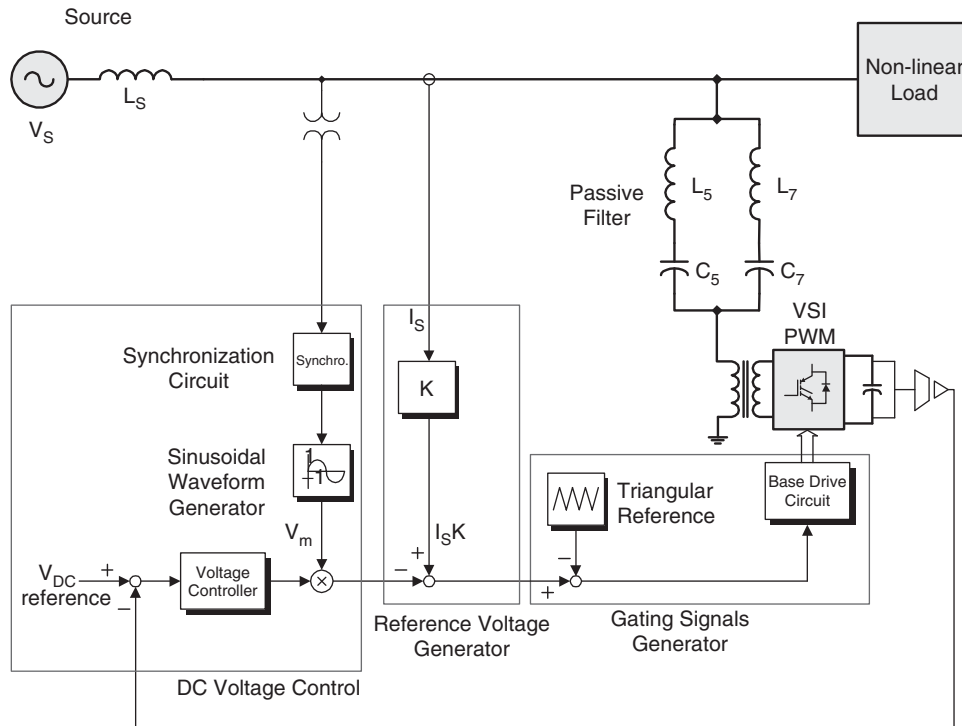 Source
L_S
V_S
Non-linear
Load
Passive
Filter
L_5
L_7
C_5
C_7
VSI
PWM
I_S
Synchronization
Circuit
Synchro.
K
Sinusoidal
Waveform
Generator
1
+1
V_m
I_SK
Triangular
Reference
Base Drive
Circuit
+
−
−
+
V_DC
reference
+
−
Voltage
Controller
×
−
+
Reference Voltage
Generator
Gating Signals
Generator
DC Voltage Control